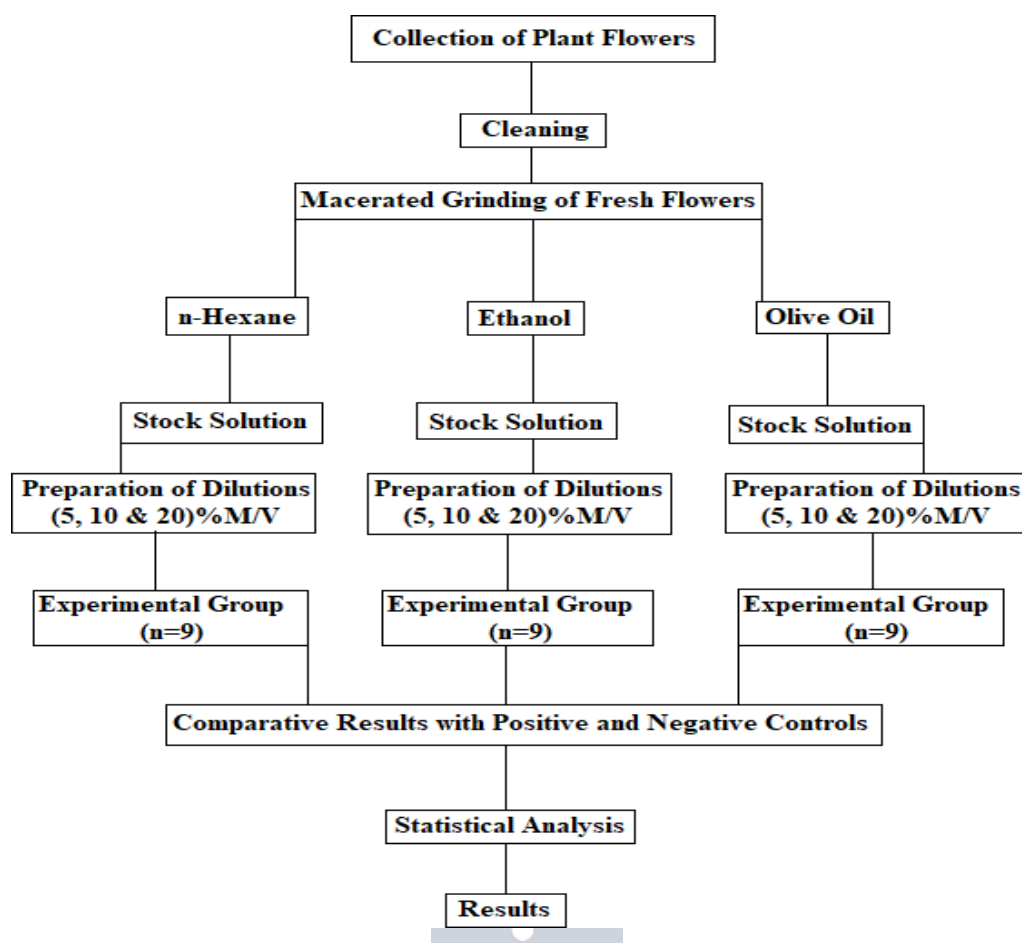 Collection of Plant Flowers
Cleaning
Macerated Grinding of Fresh Flowers
n-Hexane
Ethanol
Olive Oil
Stock Solution
Stock Solution
Stock Solution
Preparation of Dilutions
(5, 10 & 20)%M/V
Preparation of Dilutions
(5, 10 & 20)%M/V
Preparation of Dilutions
(5, 10 & 20)%M/V
Experimental Group
(n=9)
Experimental Group
(n=9)
Experimental Group
(n=9)
Comparative Results with Positive and Negative Controls
Statistical Analysis
Results